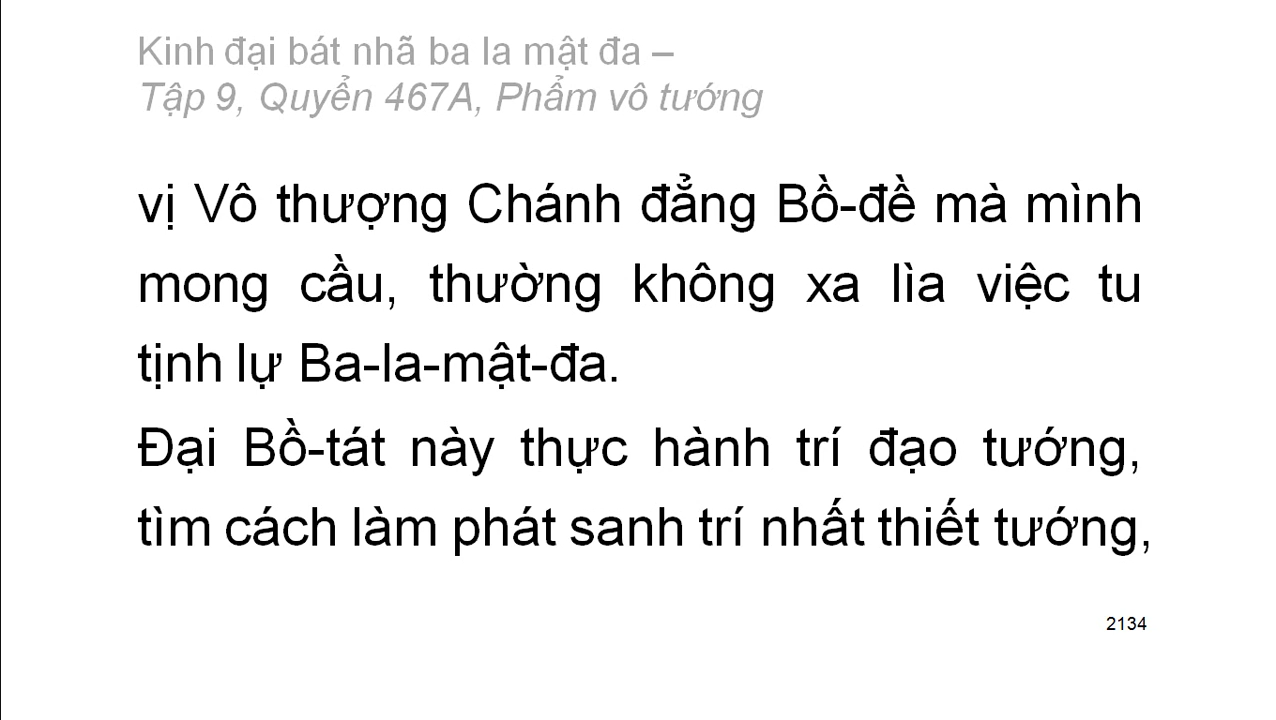 Kinh đại bát nhã ba la mật đa –
Tập 9, Quyển 467A, Phẩm vô tướng
vị Vô thượng Chánh đẳng Bồ-đề mà mình
mong cầu, thường không xa lìa việc tu
tịnh lự Ba-la-mật-đa.
Đại Bồ-tát này thực hành trí đạo tướng,
tìm cách làm phát sanh trí nhất thiết tướng,
2134